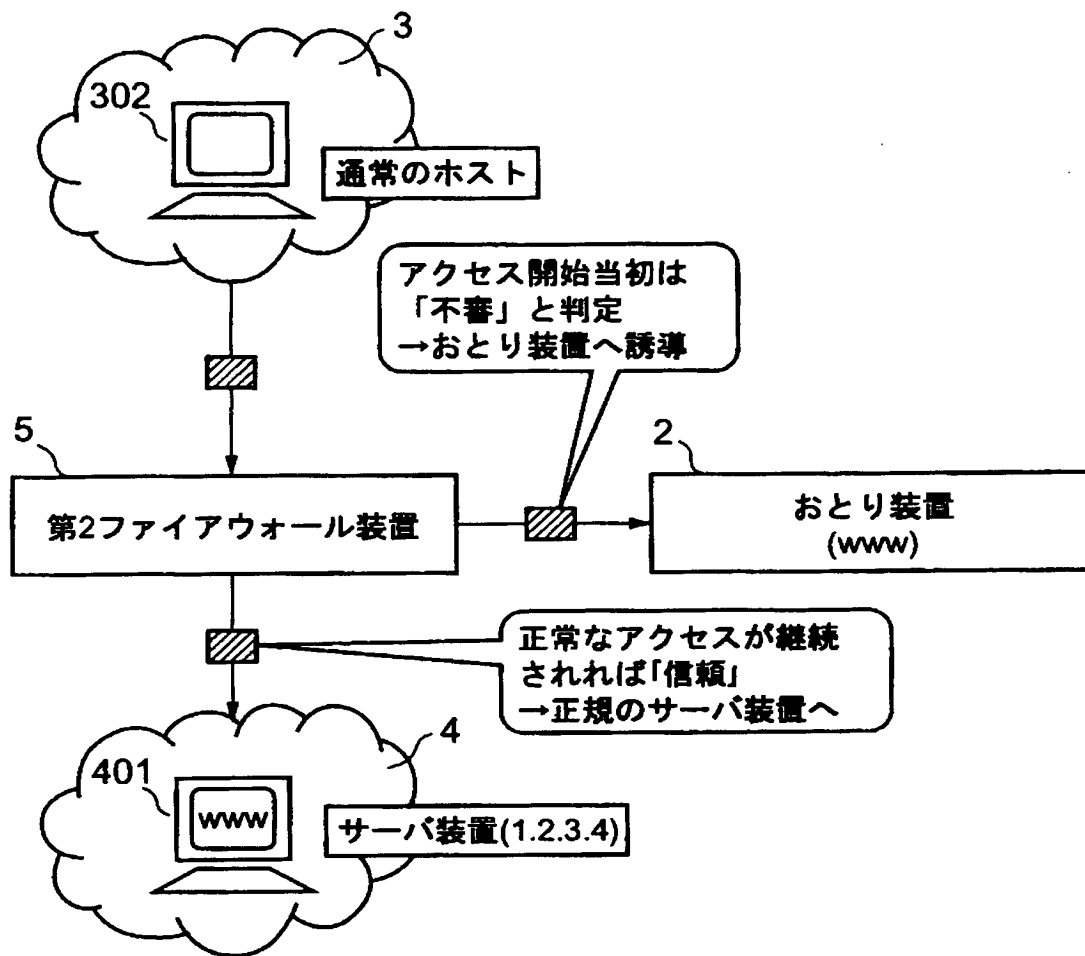 3
302
通常のホスト
アクセス開始当初は
「不審」と判定
→おとり装置へ誘導
5
2
第2ファイアウォール装置
おとり装置
(www)
正常なアクセスが継続
されれば「信頼」
→正規のサーバ装置へ
4
401
www
サーバ装置(1.2.3.4)